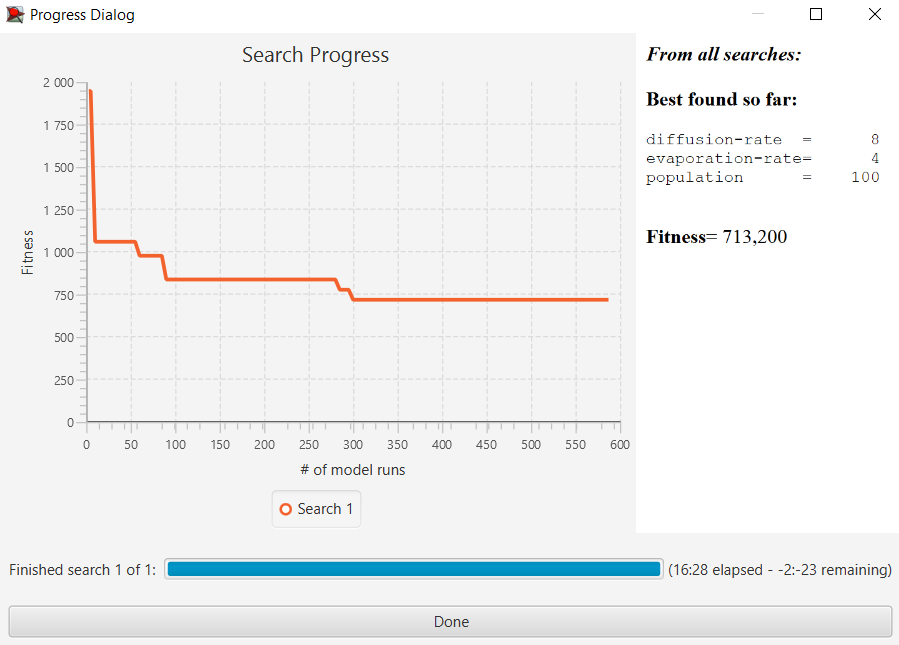 Progress Dialog
Search Progress
From all searches:
Best found so far:
diffusion-rate = 8
evaporation-rate= 4
population = 100
Fitness= 713,200
Fitness
2 000
1 750
1 500
1 250
1 000
750
500
250
0
0 50 100 150 200 250 300 350 400 450 500 550 600
# of model runs
Search 1
Finished search 1 of 1: (16:28 elapsed - -2:-23 remaining)
Done